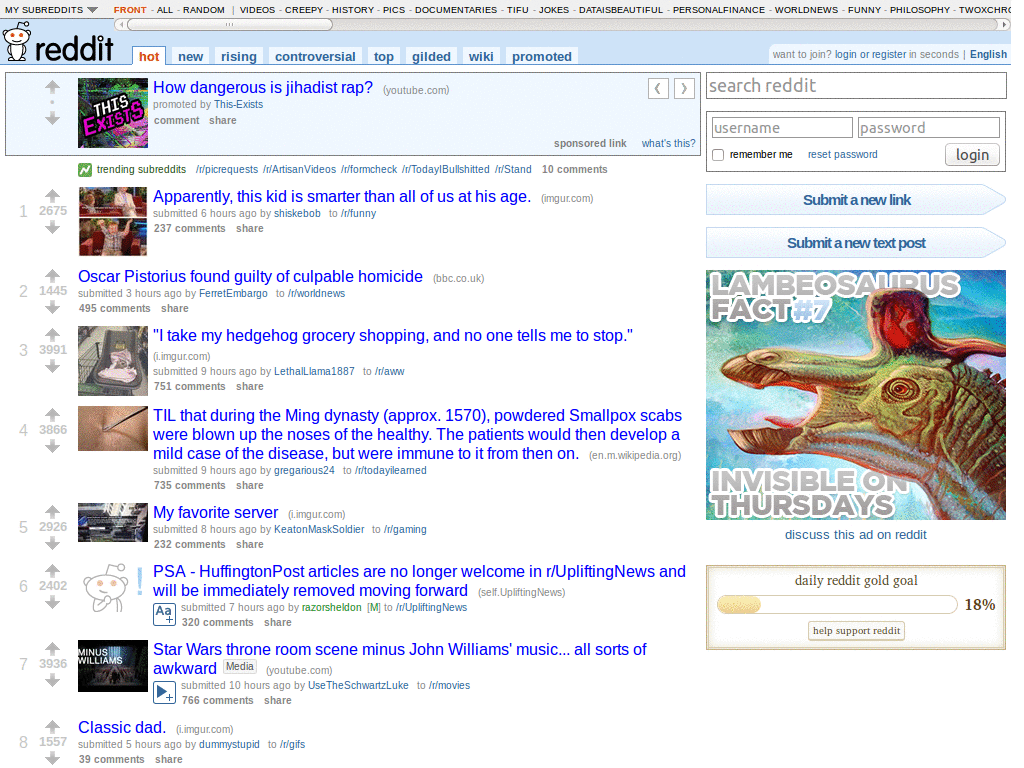 MY SUBREDDITS FRONT - ALL - RANDOM | VIDEOS - CREEPY - HISTORY - PICS - DOCUMENTARIES - TIFU - JOKES - DATAISBEAUTIFUL - PERSONALFINANCE - WORLDNEWS - FUNNY - PHILOSOPHY - TWOXCHRO
reddit hot new rising controversial top gilded wiki promoted
want to join? login or register in seconds | English
How dangerous is jihadist rap? (youtube.com)
promoted by This-Exists
comment share
sponsored link what's this?
THIS EXISTS
trending subreddits /r/picrequests /r/ArtisanVideos /r/formcheck /r/TodayIBullshitted /r/Stand 10 comments
1 2675 Apparently, this kid is smarter than all of us at his age. (imgur.com)
submitted 6 hours ago by shiskebob to /r/funny
237 comments share
2 1445 Oscar Pistorius found guilty of culpable homicide (bbc.co.uk)
submitted 3 hours ago by FerretEmbargo to /r/worldnews
495 comments share
3 3991 "I take my hedgehog grocery shopping, and no one tells me to stop."
(i.imgur.com)
submitted 9 hours ago by LethalLlama1887 to /r/aww
751 comments share
4 3866 TIL that during the Ming dynasty (approx. 1570), powdered Smallpox scabs
were blown up the noses of the healthy. The patients would then develop a
mild case of the disease, but were immune to it from then on. (en.m.wikipedia.org)
submitted 9 hours ago by gregarious24 to /r/todayilearned
735 comments share
5 2926 My favorite server (i.imgur.com)
submitted 8 hours ago by KeatonMaskSoldier to /r/gaming
232 comments share
6 2402 ! PSA - HuffingtonPost articles are no longer welcome in r/UpliftingNews and
will be immediately removed moving forward (self.UpliftingNews)
Aa+ submitted 7 hours ago by razorsheldon [M] to /r/UpliftingNews
320 comments share
7 3936 Star Wars throne room scene minus John Williams' music... all sorts of
awkward Media (youtube.com)
submitted 10 hours ago by UseTheSchwartzLuke to /r/movies
766 comments share
MINUS
WILLIAMS
8 1557 Classic dad. (i.imgur.com)
submitted 5 hours ago by dummystupid to /r/gifs
39 comments share
search reddit
username password
remember me reset password login
Submit a new link
Submit a new text post
LAMBEOSAURUS
FACT #7
INVISIBLE ON
THURSDAYS
discuss this ad on reddit
daily reddit gold goal
18%
help support reddit